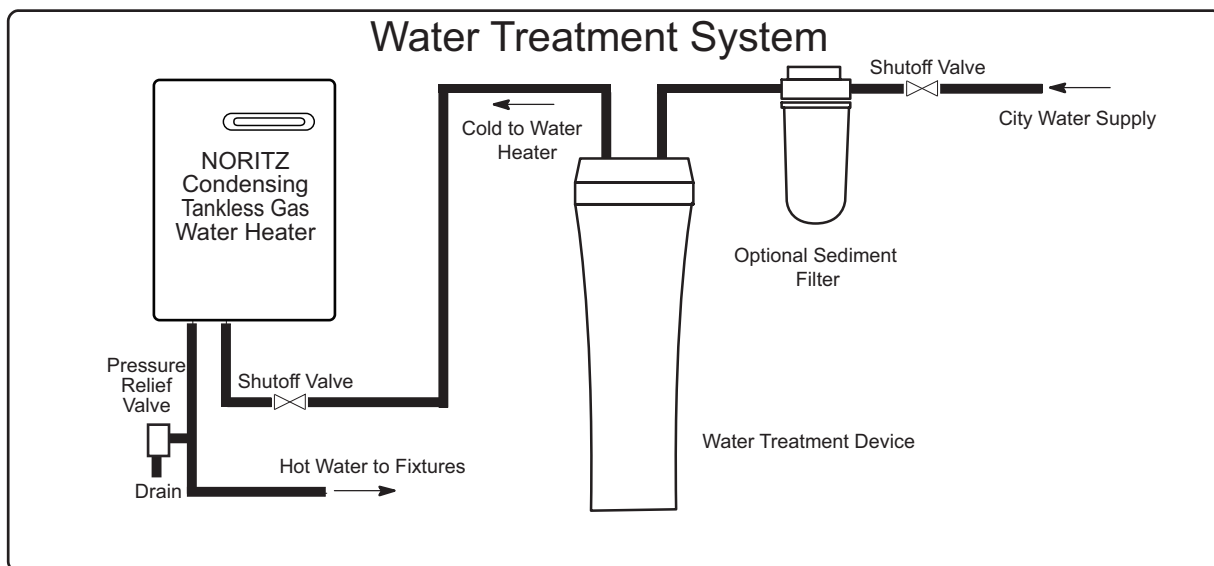 Water Treatment System
Shutoff Valve
City Water Supply
Cold to Water
Heater
NORITZ
Condensing
Tankless Gas
Water Heater
Optional Sediment
Filter
Pressure
Relief
Valve
Shutoff Valve
Water Treatment Device
Hot Water to Fixtures
Drain